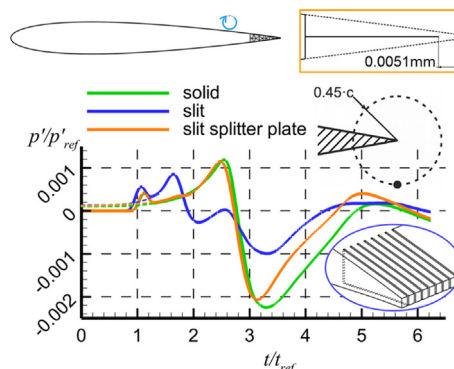 0.0051mm
solid
slit
slit splitter plate
0.45·c
p'/p'ref
0.001
0
-0.001
-0.002
0 1 2 3 4 5 6
t/tref